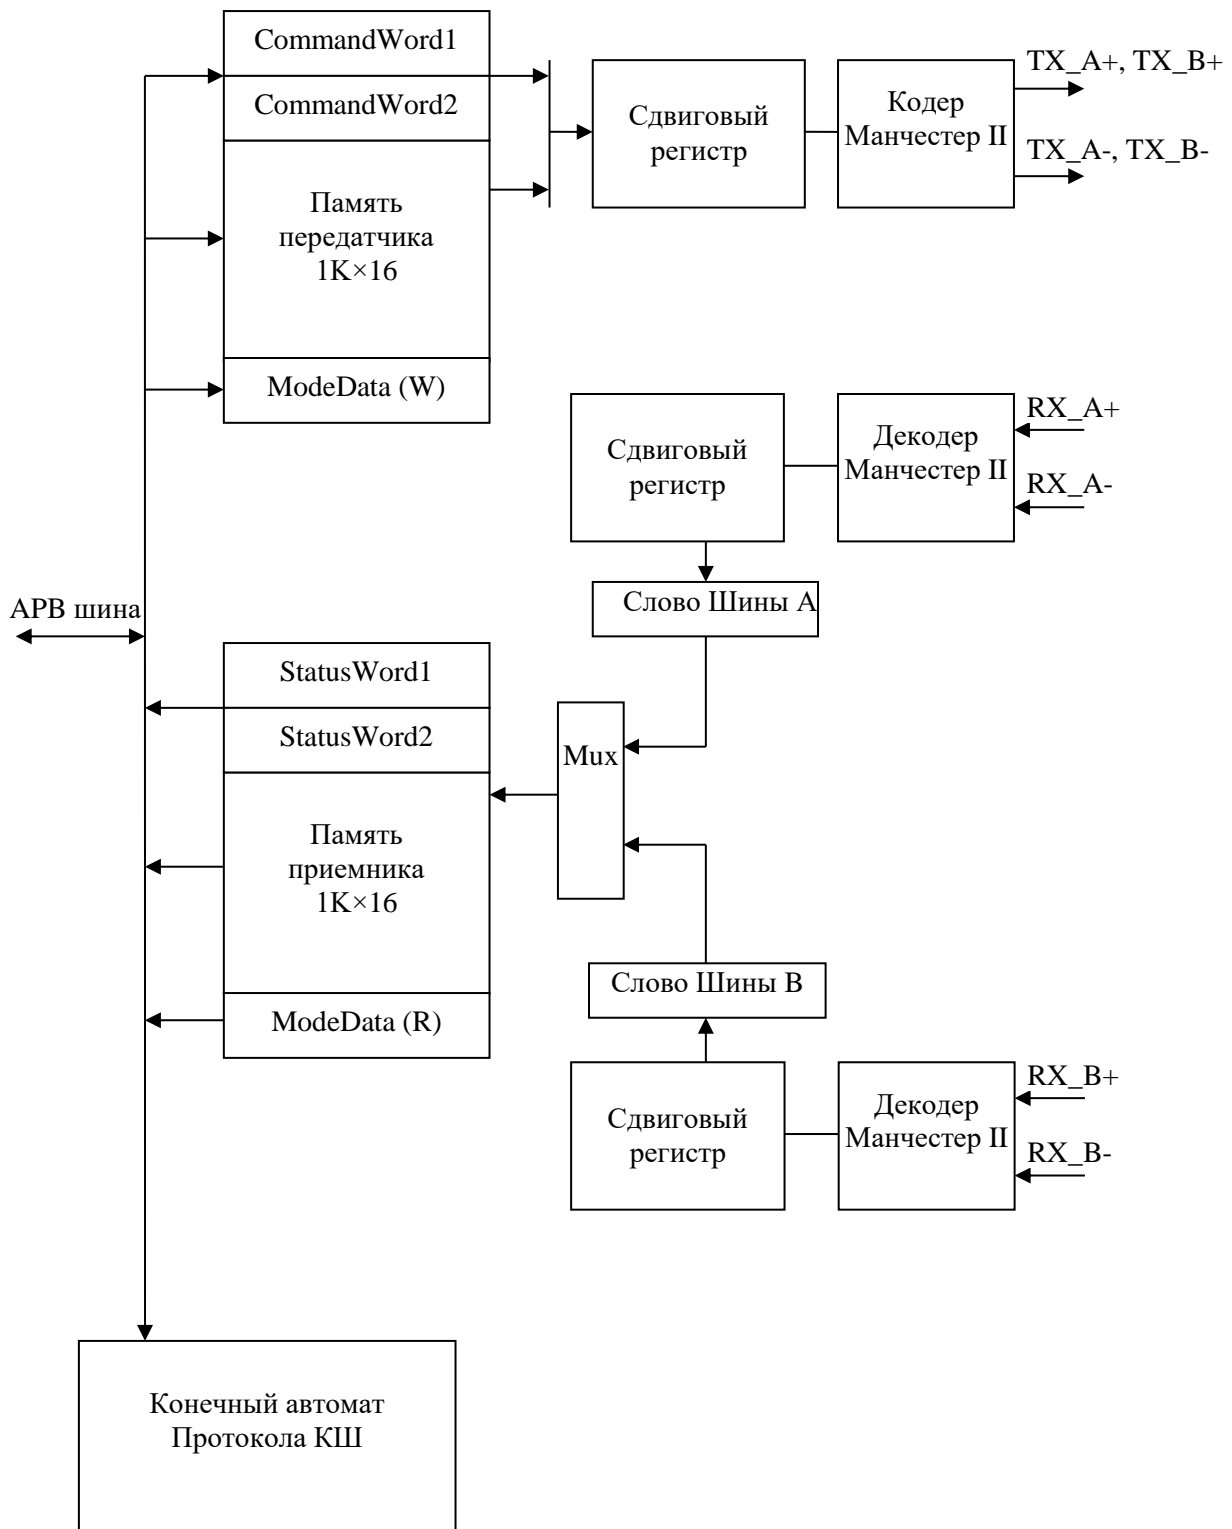 CommandWord1
CommandWord2
Память
передатчика
1K×16
ModeData (W)
Сдвиговый
регистр
Кодер
Манчестер II
TX_A+, TX_B+
TX_A-, TX_B-
Сдвиговый
регистр
Декодер
Манчестер II
RX_A+
RX_A-
Слово Шины А
APB шина
StatusWord1
StatusWord2
Память
приемника
1K×16
ModeData (R)
Mux
Слово Шины В
Сдвиговый
регистр
Декодер
Манчестер II
RX_B+
RX_B-
Конечный автомат
Протокола КШ